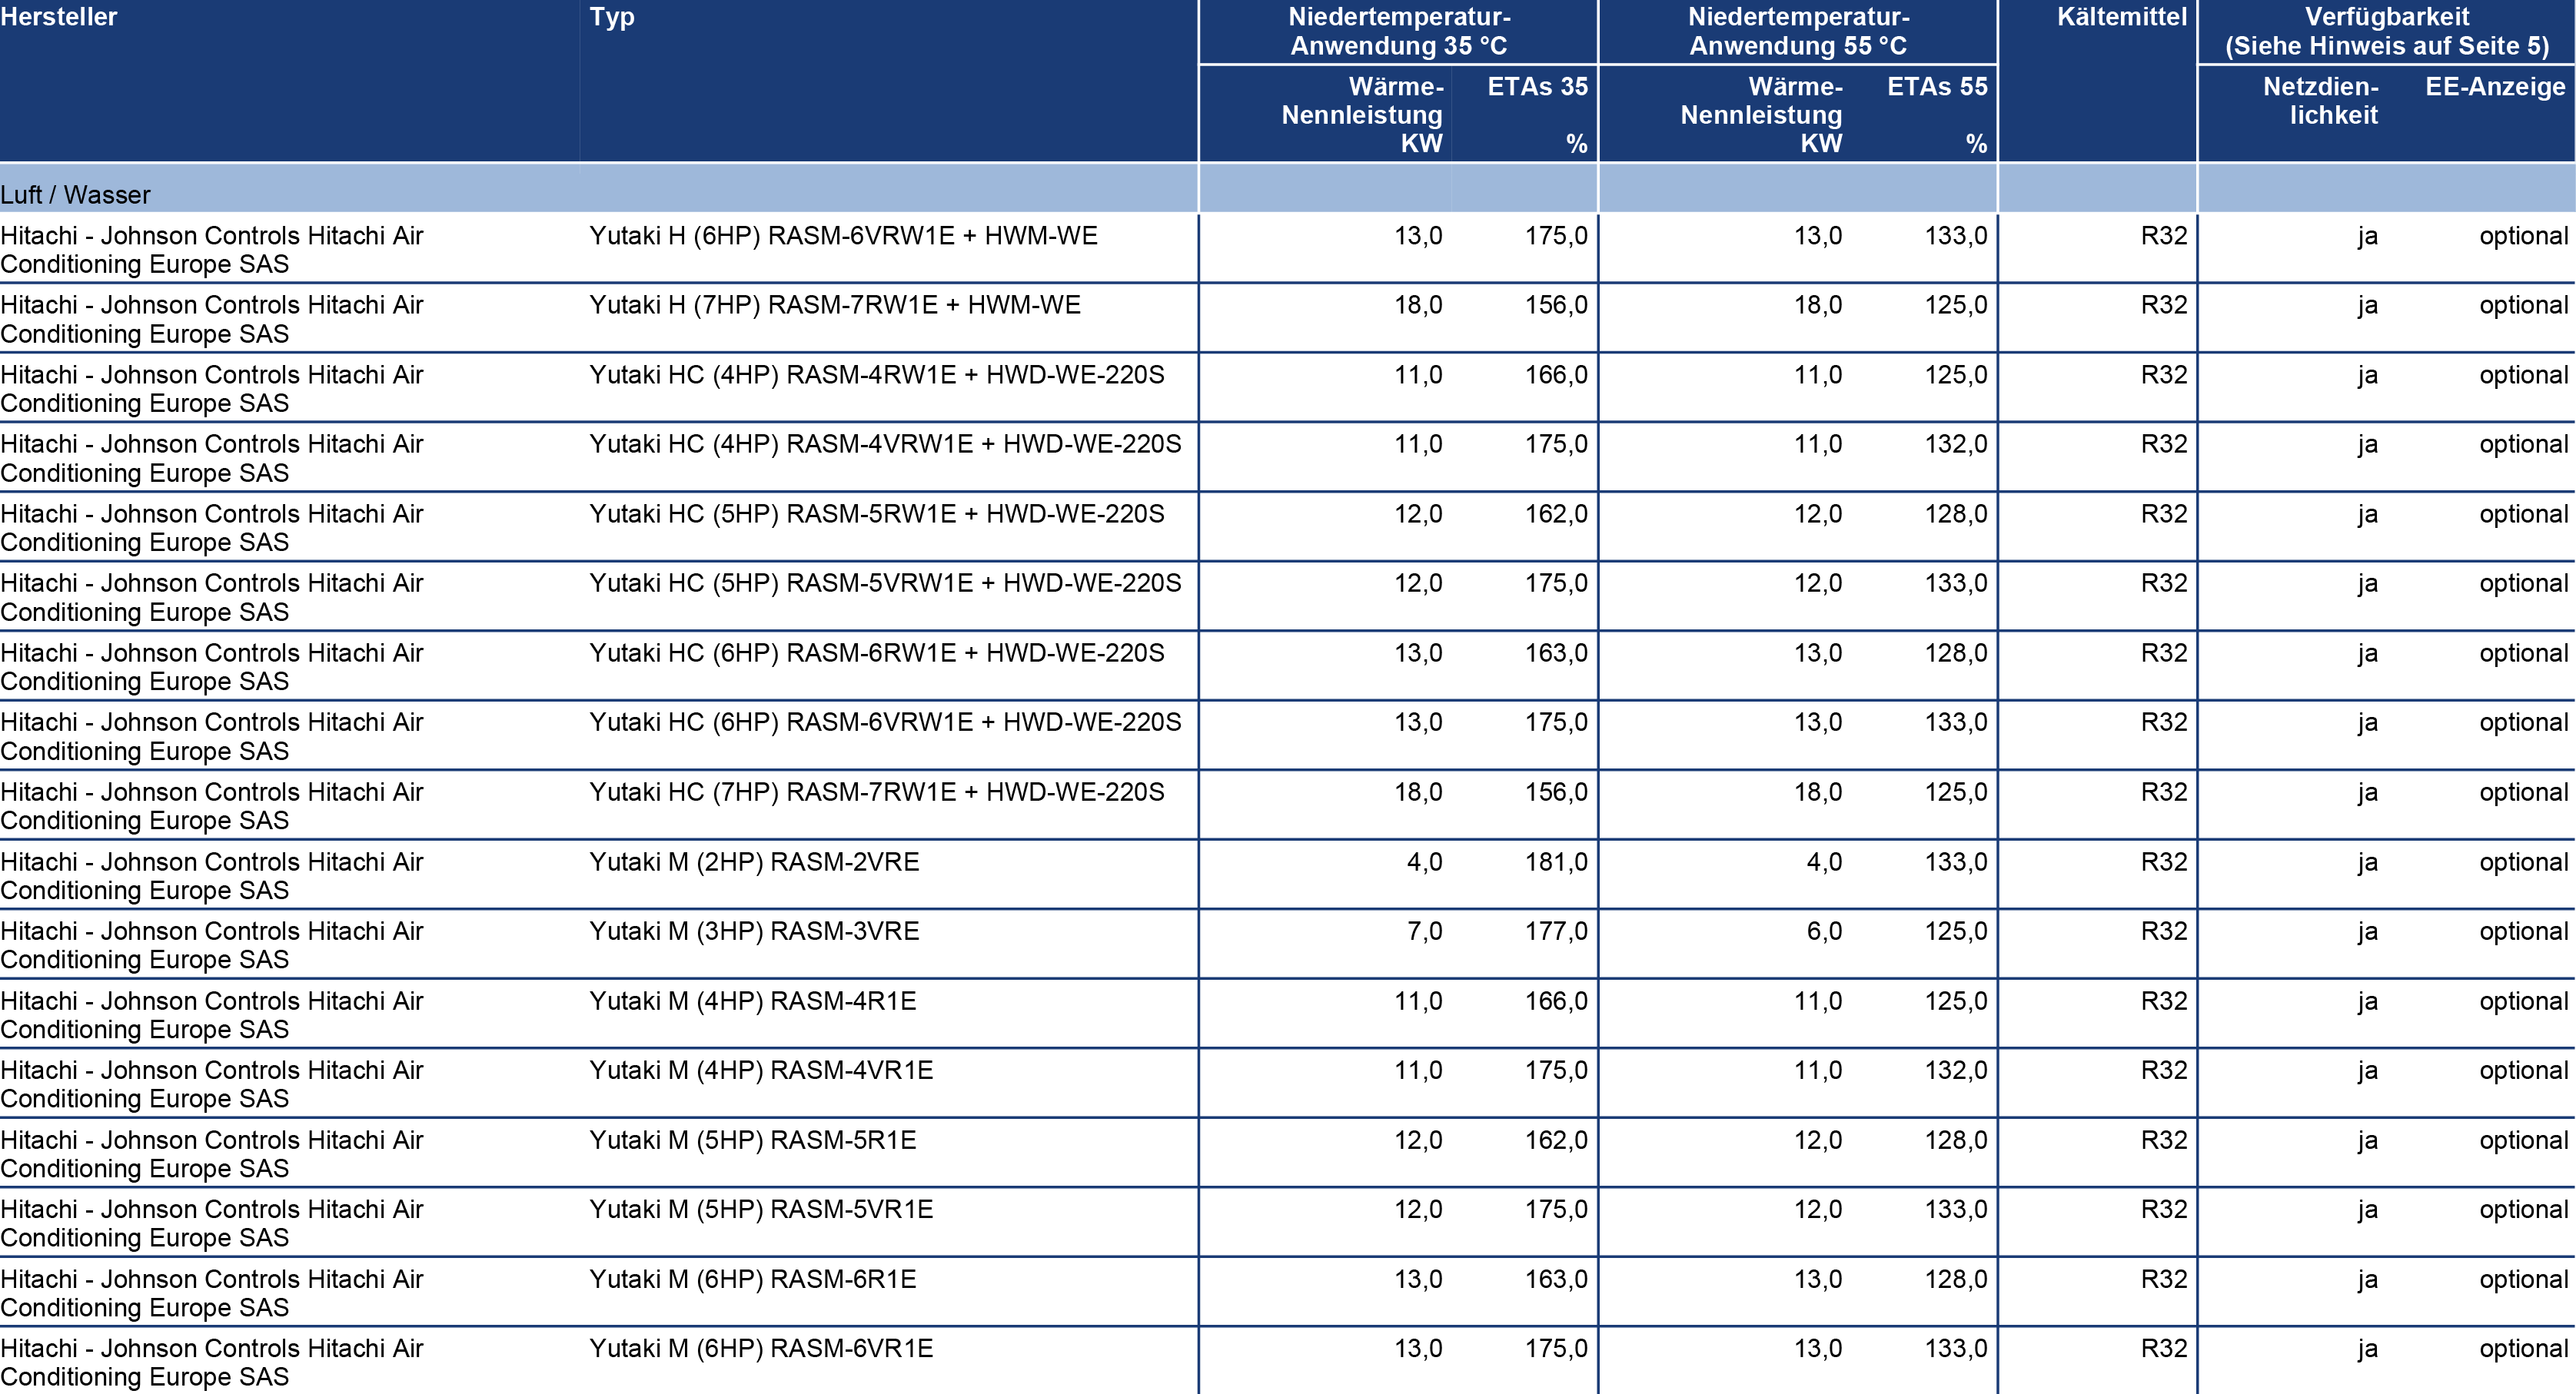 Hersteller Typ Niedertemperatur- Niedertemperatur- Kältemittel Verfügbarkeit
Anwendung 35 °C Anwendung 55 °C (Siehe Hinweis auf Seite 5)
Wärme- ETAs 35 Wärme- ETAs 55 Netzdien- EE-Anzeige
Nennleistung Nennleistung lichkeit
KW % KW %
Luft / Wasser
Hitachi - Johnson Controls Hitachi Air Yutaki H (6HP) RASM-6VRW1E + HWM-WE 13,0 175,0 13,0 133,0 R32 ja optional
Conditioning Europe SAS
Hitachi - Johnson Controls Hitachi Air Yutaki H (7HP) RASM-7RW1E + HWM-WE 18,0 156,0 18,0 125,0 R32 ja optional
Conditioning Europe SAS
Hitachi - Johnson Controls Hitachi Air Yutaki HC (4HP) RASM-4RW1E + HWD-WE-220S 11,0 166,0 11,0 125,0 R32 ja optional
Conditioning Europe SAS
Hitachi - Johnson Controls Hitachi Air Yutaki HC (4HP) RASM-4VRW1E + HWD-WE-220S 11,0 175,0 11,0 132,0 R32 ja optional
Conditioning Europe SAS
Hitachi - Johnson Controls Hitachi Air Yutaki HC (5HP) RASM-5RW1E + HWD-WE-220S 12,0 162,0 12,0 128,0 R32 ja optional
Conditioning Europe SAS
Hitachi - Johnson Controls Hitachi Air Yutaki HC (5HP) RASM-5VRW1E + HWD-WE-220S 12,0 175,0 12,0 133,0 R32 ja optional
Conditioning Europe SAS
Hitachi - Johnson Controls Hitachi Air Yutaki HC (6HP) RASM-6RW1E + HWD-WE-220S 13,0 163,0 13,0 128,0 R32 ja optional
Conditioning Europe SAS
Hitachi - Johnson Controls Hitachi Air Yutaki HC (6HP) RASM-6VRW1E + HWD-WE-220S 13,0 175,0 13,0 133,0 R32 ja optional
Conditioning Europe SAS
Hitachi - Johnson Controls Hitachi Air Yutaki HC (7HP) RASM-7RW1E + HWD-WE-220S 18,0 156,0 18,0 125,0 R32 ja optional
Conditioning Europe SAS
Hitachi - Johnson Controls Hitachi Air Yutaki M (2HP) RASM-2VRE 4,0 181,0 4,0 133,0 R32 ja optional
Conditioning Europe SAS
Hitachi - Johnson Controls Hitachi Air Yutaki M (3HP) RASM-3VRE 7,0 177,0 6,0 125,0 R32 ja optional
Conditioning Europe SAS
Hitachi - Johnson Controls Hitachi Air Yutaki M (4HP) RASM-4R1E 11,0 166,0 11,0 125,0 R32 ja optional
Conditioning Europe SAS
Hitachi - Johnson Controls Hitachi Air Yutaki M (4HP) RASM-4VR1E 11,0 175,0 11,0 132,0 R32 ja optional
Conditioning Europe SAS
Hitachi - Johnson Controls Hitachi Air Yutaki M (5HP) RASM-5R1E 12,0 162,0 12,0 128,0 R32 ja optional
Conditioning Europe SAS
Hitachi - Johnson Controls Hitachi Air Yutaki M (5HP) RASM-5VR1E 12,0 175,0 12,0 133,0 R32 ja optional
Conditioning Europe SAS
Hitachi - Johnson Controls Hitachi Air Yutaki M (6HP) RASM-6R1E 13,0 163,0 13,0 128,0 R32 ja optional
Conditioning Europe SAS
Hitachi - Johnson Controls Hitachi Air Yutaki M (6HP) RASM-6VR1E 13,0 175,0 13,0 133,0 R32 ja optional
Conditioning Europe SAS